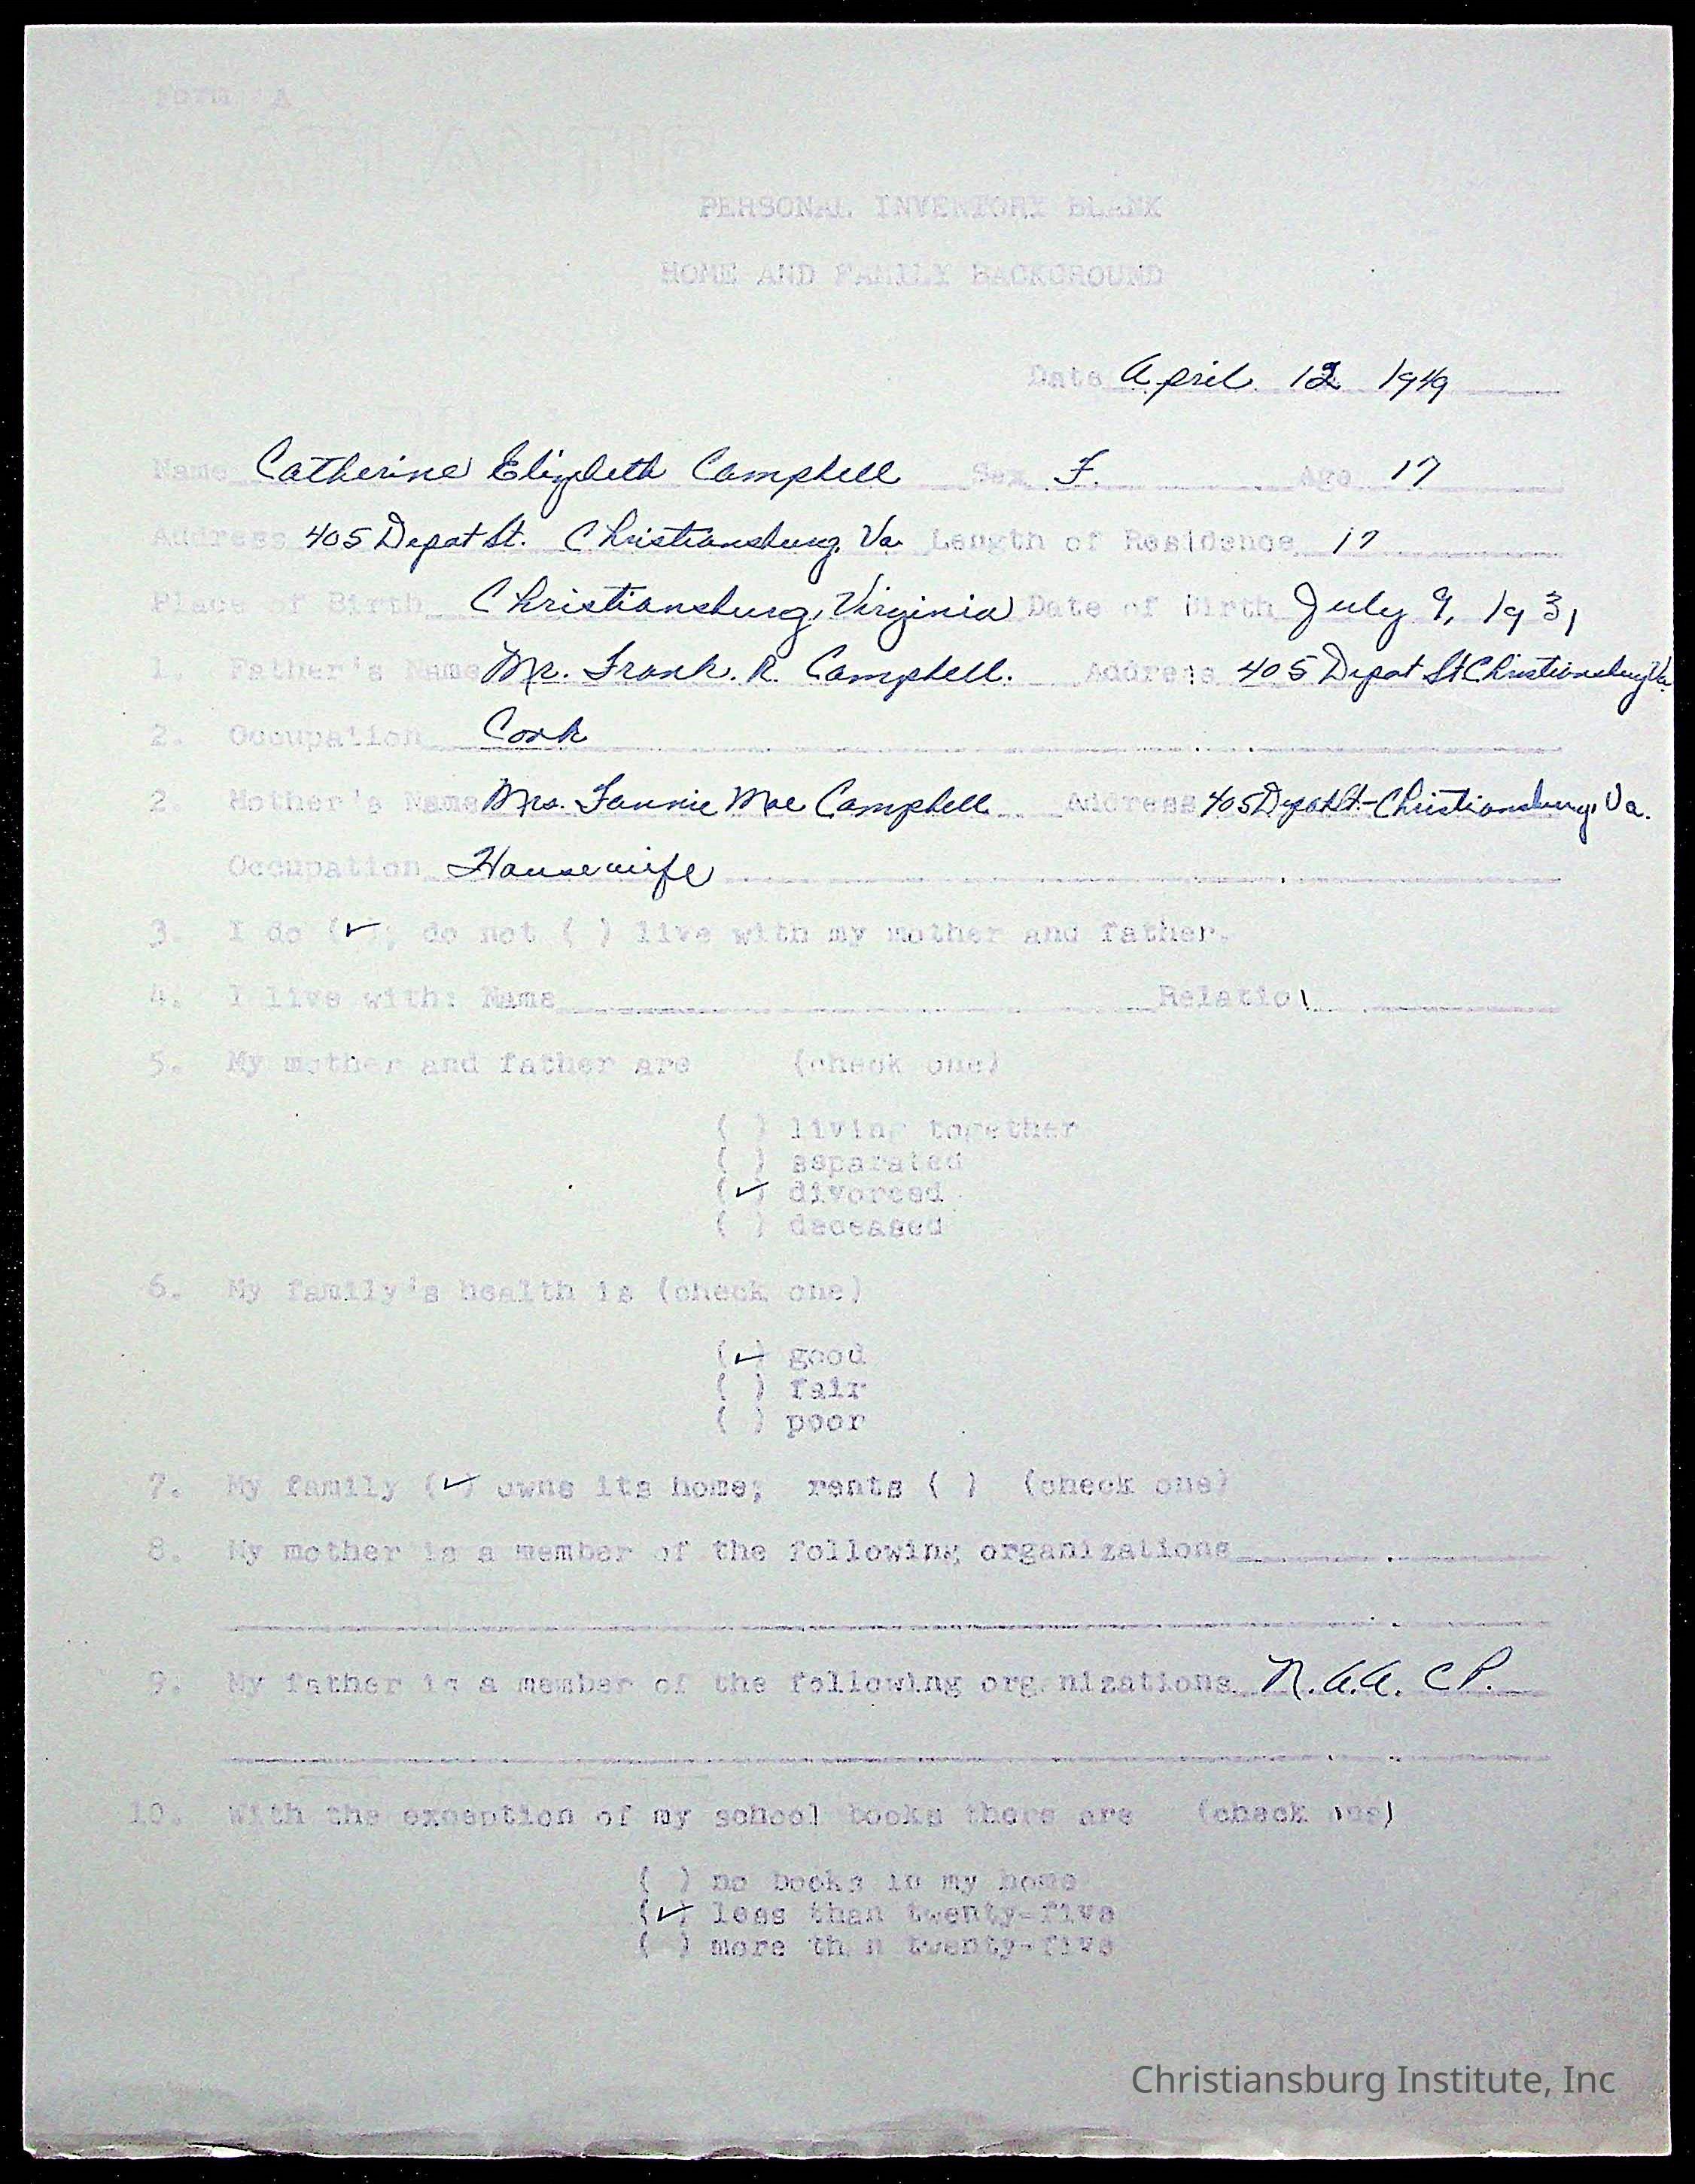 Form A
PERSONAL INVENTORY BLANK
HOME AND FAMILY BACKGROUND
Date April 12 1949
Name Catherine Elizabeth Campbell Sex F. Age 17
Address 405 Depot St. Christiansburg, Va Length of Residence 17
Place of Birth Christiansburg, Virginia Date of Birth July 9, 1931
1. Father's Name Mr. Frank. R. Campbell. Address 405 Depot St Christiansburg Va.
2. Occupation Cook
2. Mother's Name Mrs. Fannie Mae Campbell Address 405 Depot St-Christiansburg, Va.
Occupation Housewife
3. I do (✓); do not ( ) live with my mother and father.
4. I live with: Name Relation
5. My mother and father are (check one)
( ) living together
( ) separated
(✓) divorced
( ) deceased
6. My family's health is (check one)
(✓) good
( ) fair
( ) poor
7. My family (✓) owns its home; rents ( ) (check one)
8. My mother is a member of the following organizations
9. My father is a member of the following organizations N.A.A.C.P.
10. With the exception of my school books there are (check one)
( ) no books in my home
(✓) less than twenty-five
( ) more than twenty-five
Christiansburg Institute, Inc